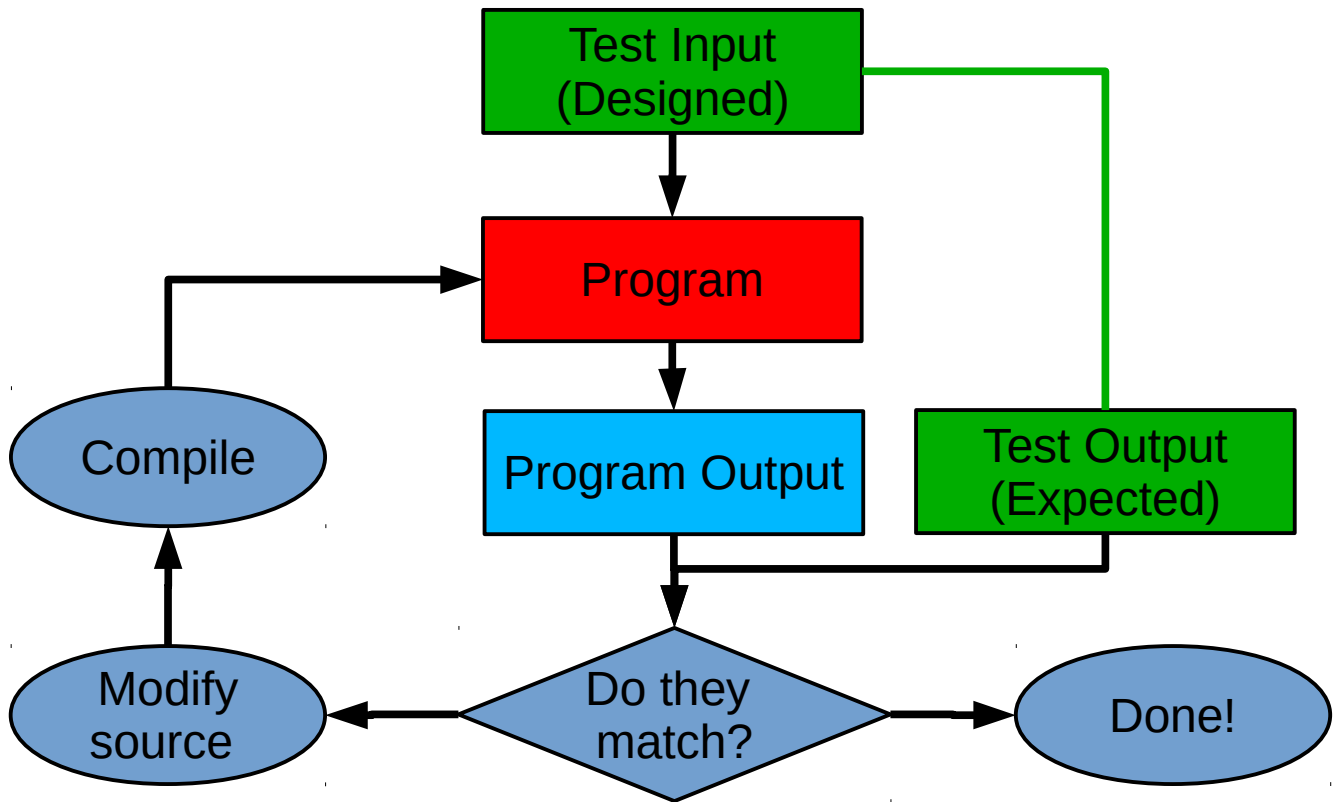 Test Input
(Designed)
Program
Compile
Program Output
Test Output
(Expected)
Modify
source
Do they
match?
Done!